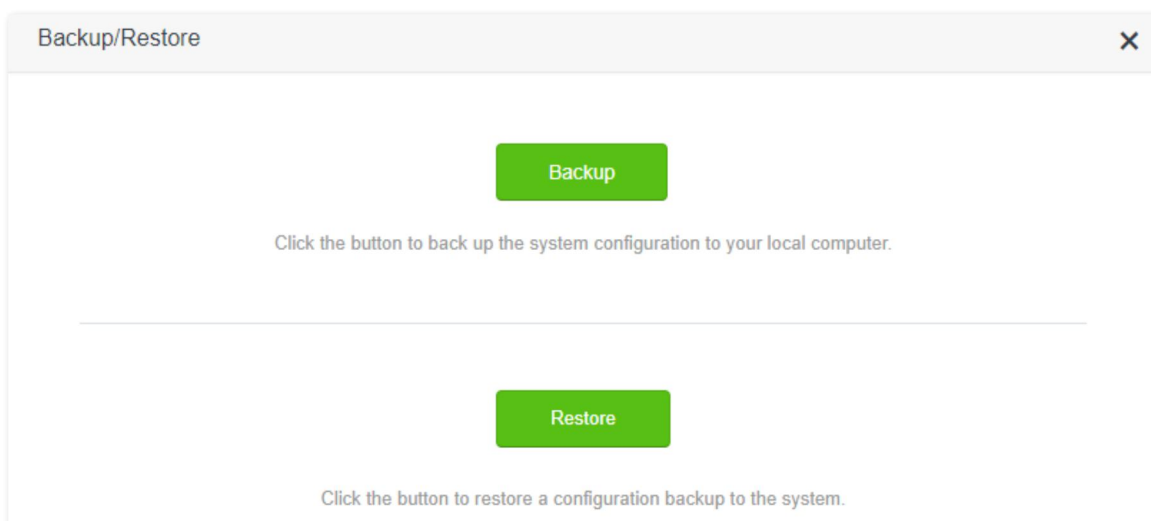 Backup/Restore
Backup
Click the button to back up the system configuration to your local computer.
Restore
Click the button to restore a configuration backup to the system.